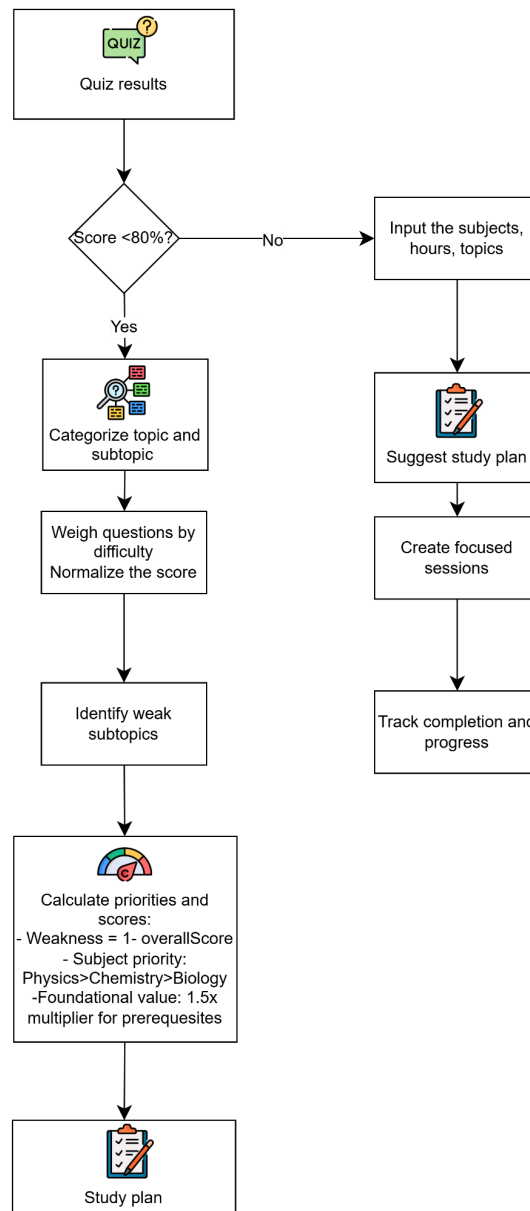 QUIZ
?
Quiz results
Score <80%?
No
Yes
Input the subjects,
hours, topics
?
Categorize topic and
subtopic
Suggest study plan
Weigh questions by
difficulty
Normalize the score
Create focused
sessions
Identify weak
subtopics
Track completion and
progress
C
Calculate priorities and
scores:
- Weakness = 1- overallScore
- Subject priority:
Physics>Chemistry>Biology
-Foundational value: 1.5x
multiplier for prerequesites
Study plan